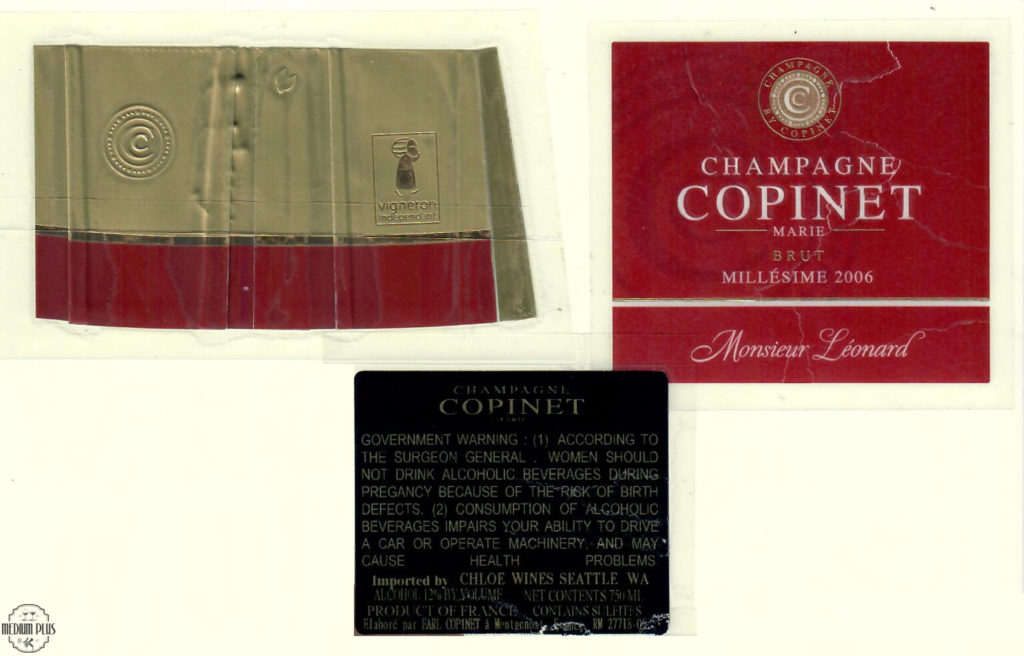 vigneron
indépendant
CHAMPAGNE
BY COPINET
C
CHAMPAGNE
COPINET
MARIE
BRUT
MILLÉSIME 2006
Monsieur Léonard
CHAMPAGNE
COPINET
GOVERNMENT WARNING : (1) ACCORDING TO
THE SURGEON GENERAL , WOMEN SHOULD
NOT DRINK ALCOHOLIC BEVERAGES DURING
PREGANCY BECAUSE OF THE RISK OF BIRTH
DEFECTS. (2) CONSUMPTION OF ALCOHOLIC
BEVERAGES IMPAIRS YOUR ABILITY TO DRIVE
A CAR OR OPERATE MACHINERY, AND MAY
CAUSE HEALTH PROBLEMS
Imported by CHLOE WINES SEATTLE WA
ALCOHOL 12% BY VOLUME NET CONTENTS 750 ML
PRODUCT OF FRANCE CONTAINS SULFITES
Elaboré par EARL COPINET à Montgenost France RM 27718-
MEDIUM PLUS